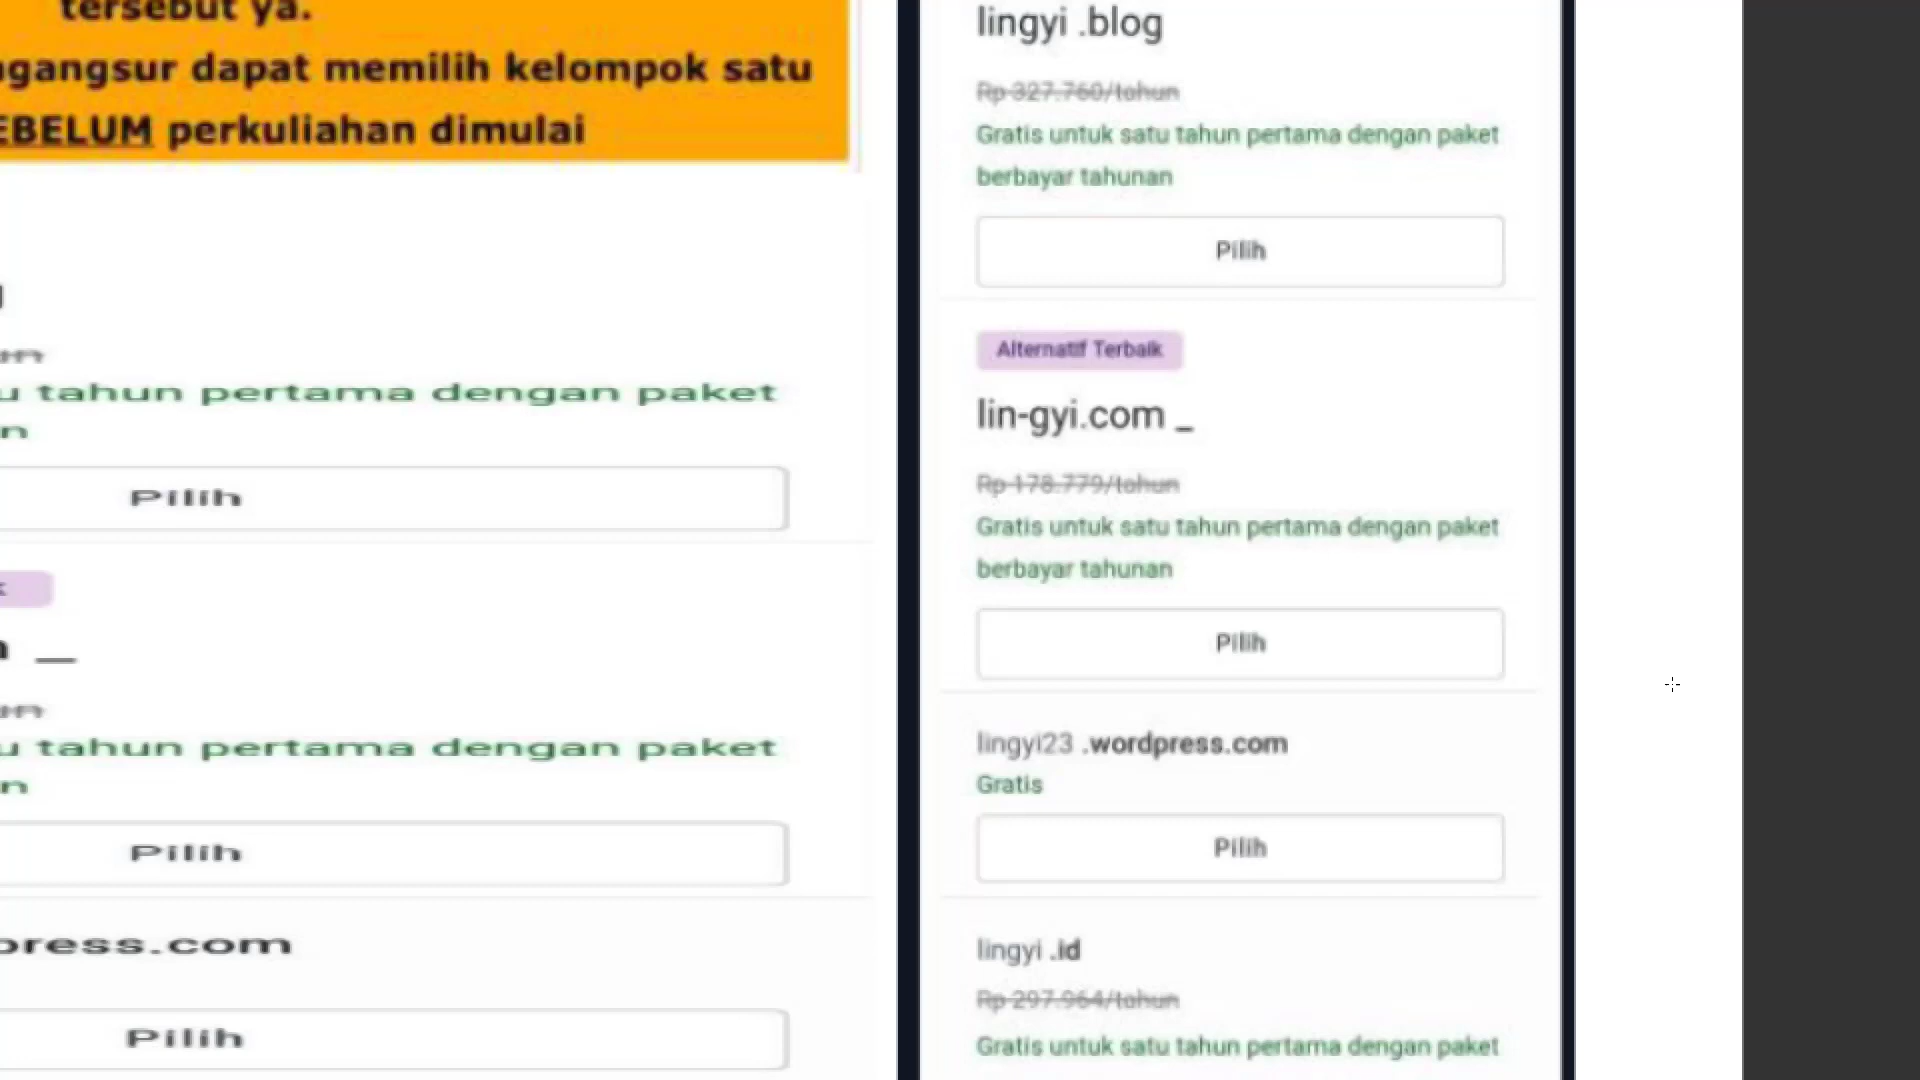 tersebut ya.
gangsur dapat memilih kelompok satu
EBELUM perkuliahan dimulai
u tahun pertama dengan paket
n
Pilih
_
u tahun pertama dengan paket
n
Pilih
press.com
Pilih
lingyi .blog
Rp 327.760/tahun
Gratis untuk satu tahun pertama dengan paket
berbayar tahunan
Pilih
Alternatif Terbaik
lin-gyi.com _
Rp 178.779/tahun
Gratis untuk satu tahun pertama dengan paket
berbayar tahunan
Pilih
lingyi23 .wordpress.com
Gratis
Pilih
lingyi .id
Rp 297.964/tahun
Gratis untuk satu tahun pertama dengan paket